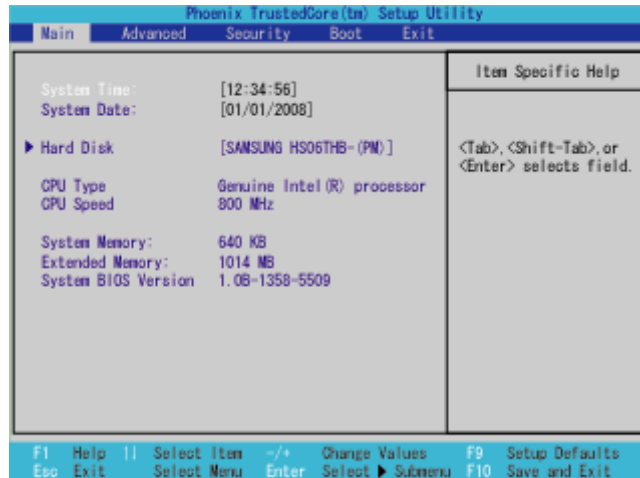 Phoenix TrustedCore(tm) Setup Utility
Main Advanced Security Boot Exit
Item Specific Help
System Time: [12:34:56]
System Date: [01/01/2008]
Hard Disk [SAMSUNG HS06THB-(PM)]
<Tab>, <Shift-Tab>, or
<Enter> selects field.
CPU Type Genuine Intel(R) processor
CPU Speed 800 MHz
System Memory: 640 KB
Extended Memory: 1014 MB
System BIOS Version 1.0B-1358-5509
F1 Help ↑↓ Select Item -/+ Change Values F9 Setup Defaults
Esc Exit Select Menu Enter Select ▶ Submenu F10 Save and Exit